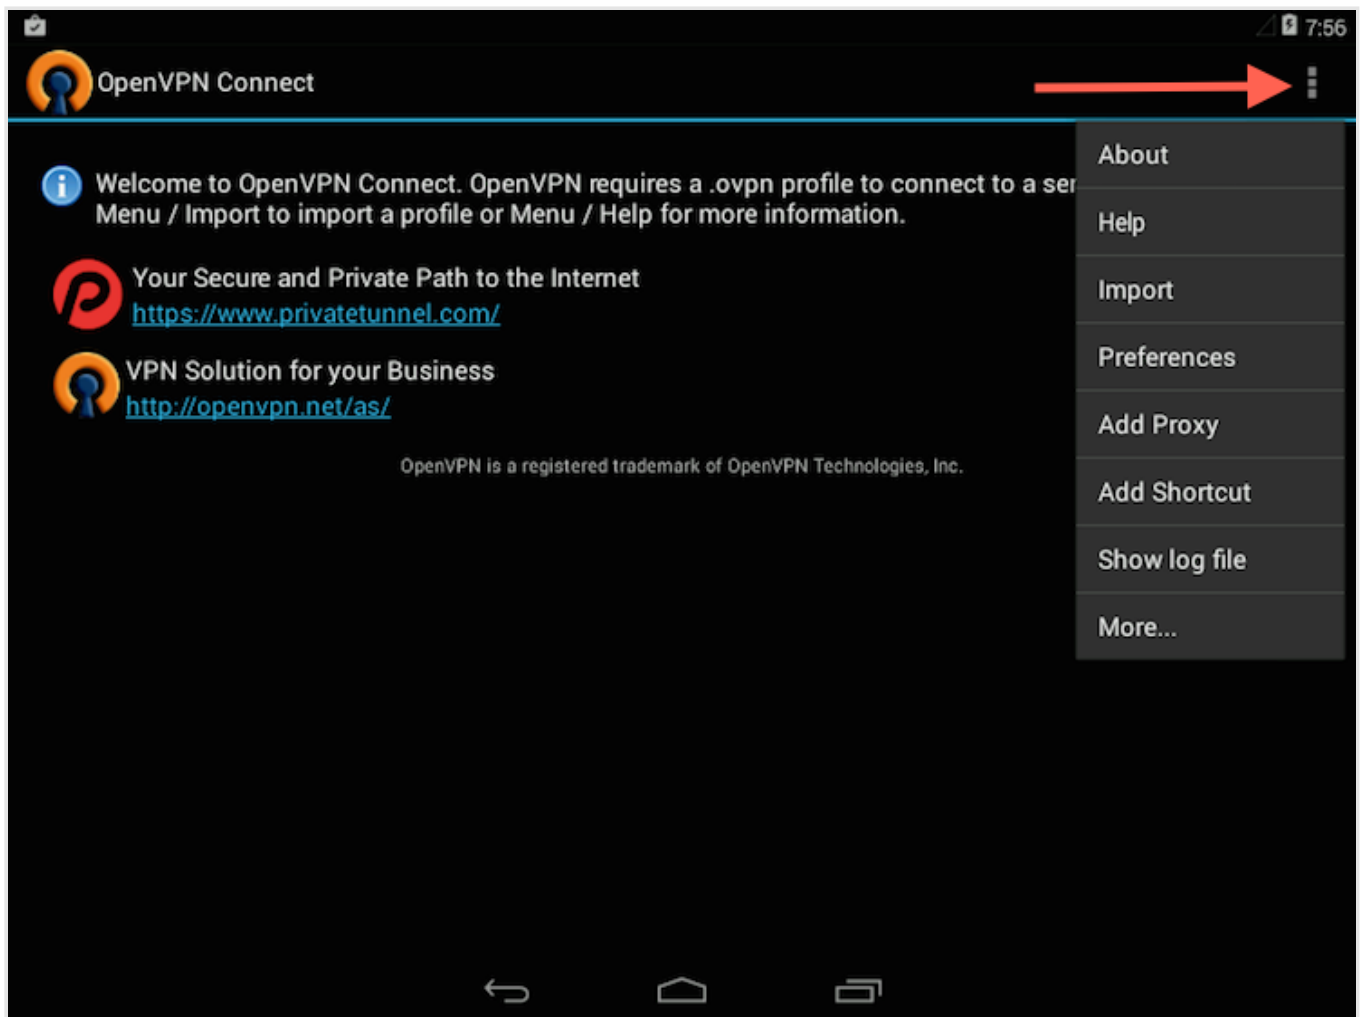 7:56
OpenVPN Connect
Welcome to OpenVPN Connect. OpenVPN requires a .ovpn profile to connect to a ser
Menu / Import to import a profile or Menu / Help for more information.
Your Secure and Private Path to the Internet
https://www.privatetunnel.com/
VPN Solution for your Business
http://openvpn.net/as/
OpenVPN is a registered trademark of OpenVPN Technologies, Inc.
About
Help
Import
Preferences
Add Proxy
Add Shortcut
Show log file
More...